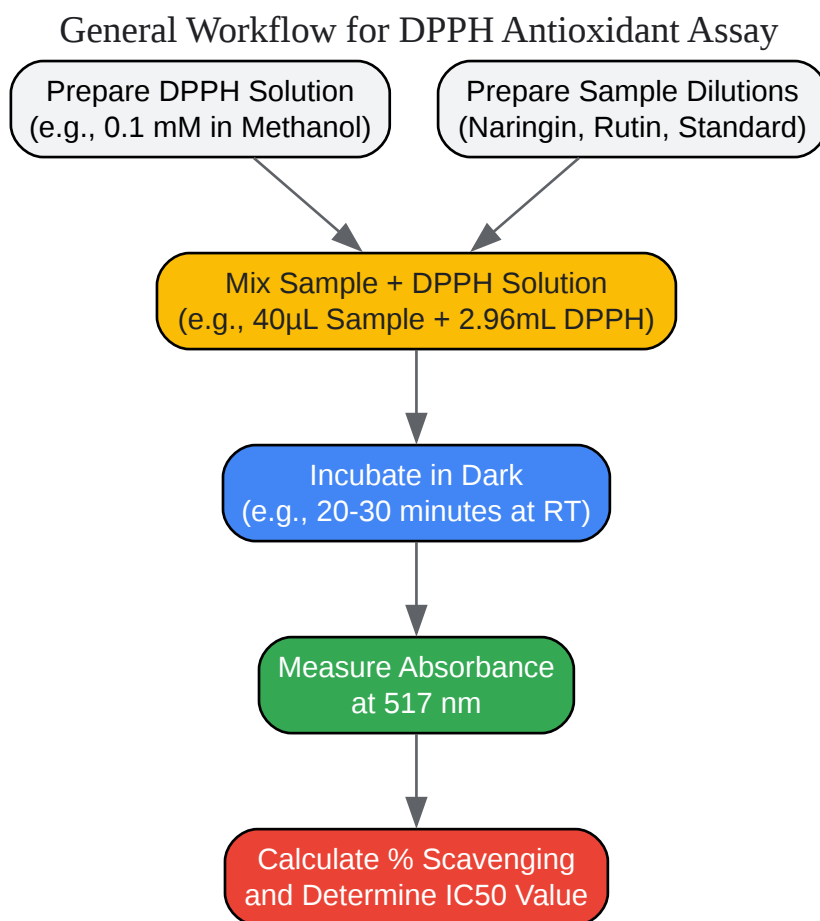 General Workflow for DPPH Antioxidant Assay
Prepare DPPH Solution
(e.g., 0.1 mM in Methanol)
Prepare Sample Dilutions
(Naringin, Rutin, Standard)
Mix Sample + DPPH Solution
(e.g., 40µL Sample + 2.96mL DPPH)
Incubate in Dark
(e.g., 20-30 minutes at RT)
Measure Absorbance
at 517 nm
Calculate % Scavenging
and Determine IC50 Value